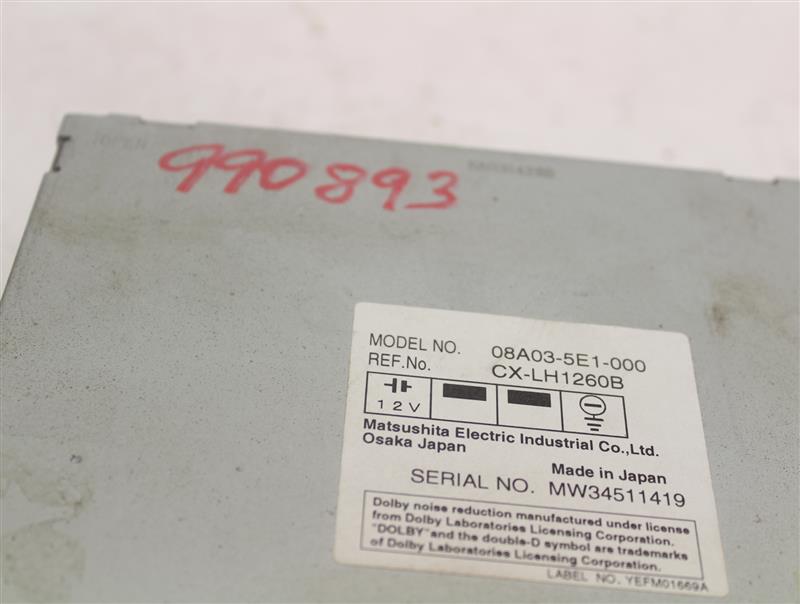 990893
MODEL NO. 08A03-5E1-000
REF.No. CX-LH1260B
12V
Matsushita Electric Industrial Co.,Ltd.
Osaka Japan
Made in Japan
SERIAL NO. MW34511419
Dolby noise reduction manufactured under license
from Dolby Laboratories Licensing Corporation.
"DOLBY" and the double-D symbol are trademarks
of Dolby Laboratories Licensing Corporation.
LABEL NO. YEFM01669A